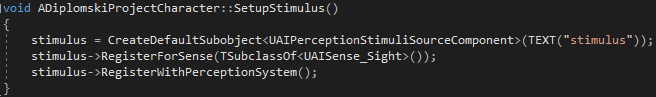 void ADiplomskiProjectCharacter::SetupStimulus()
{
    stimulus = CreateDefaultSubobject<UAIPerceptionStimuliSourceComponent>(TEXT("stimulus"));
    stimulus->RegisterForSense(TSubclassOf<UAISense_Sight>());
    stimulus->RegisterWithPerceptionSystem();
}